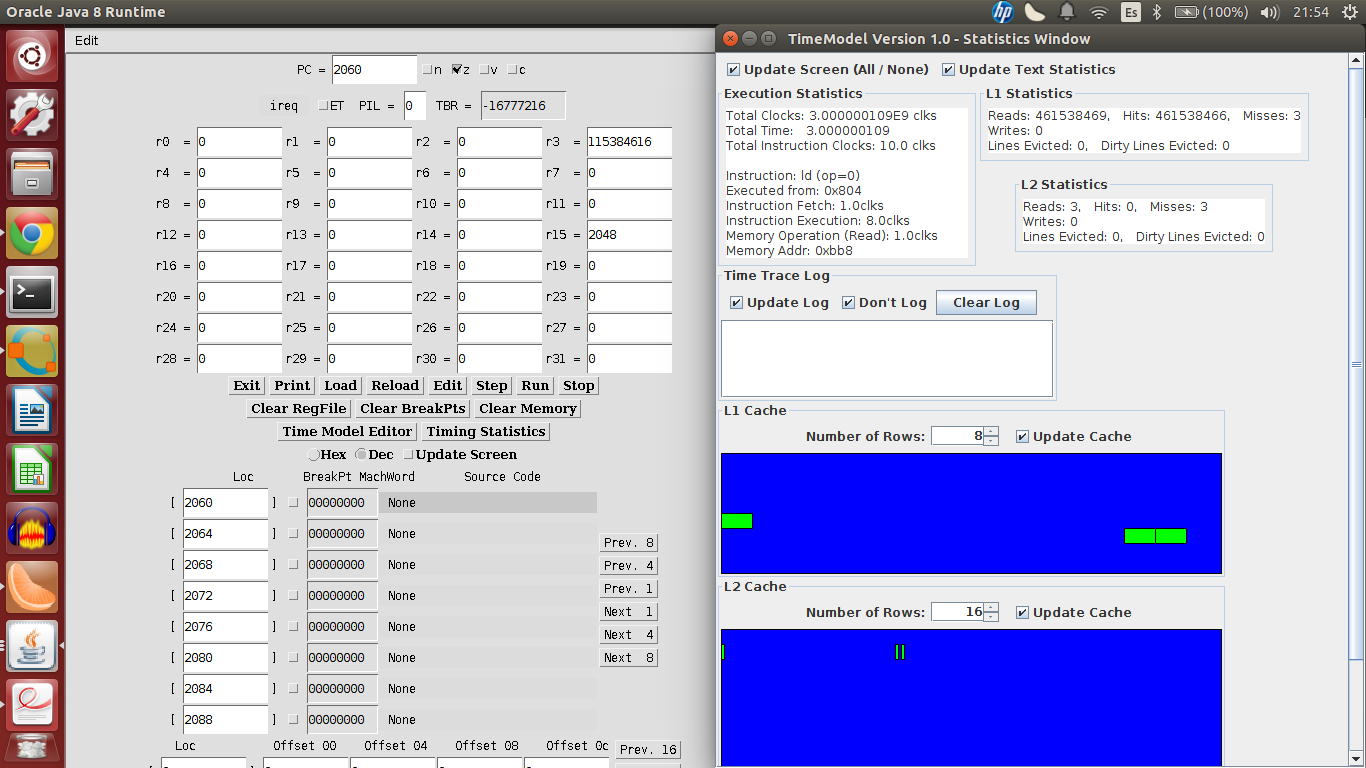 Oracle Java 8 Runtime
hp Es (100%) 21:54
Edit
PC = 2060 n z v c
ireq ET PIL = 0 TBR = -16777216
r0 = 0 r1 = 0 r2 = 0 r3 = 115384616
r4 = 0 r5 = 0 r6 = 0 r7 = 0
r8 = 0 r9 = 0 r10 = 0 r11 = 0
r12 = 0 r13 = 0 r14 = 0 r15 = 2048
r16 = 0 r17 = 0 r18 = 0 r19 = 0
r20 = 0 r21 = 0 r22 = 0 r23 = 0
r24 = 0 r25 = 0 r26 = 0 r27 = 0
r28 = 0 r29 = 0 r30 = 0 r31 = 0
Exit Print Load Reload Edit Step Run Stop
Clear RegFile Clear BreakPts Clear Memory
Time Model Editor Timing Statistics
Hex Dec Update Screen
Loc BreakPt MachWord Source Code
[ 2060 ] 00000000 None
[ 2064 ] 00000000 None
[ 2068 ] 00000000 None
[ 2072 ] 00000000 None
[ 2076 ] 00000000 None
[ 2080 ] 00000000 None
[ 2084 ] 00000000 None
[ 2088 ] 00000000 None
Prev. 8
Prev. 4
Prev. 1
Next 1
Next 4
Next 8
Loc Offset 00 Offset 04 Offset 08 Offset 0c Prev. 16
TimeModel Version 1.0 - Statistics Window
Update Screen (All / None) Update Text Statistics
Execution Statistics
Total Clocks: 3.000000109E9 clks
Total Time: 3.000000109
Total Instruction Clocks: 10.0 clks
Instruction: ld (op=0)
Executed from: 0x804
Instruction Fetch: 1.0clks
Instruction Execution: 8.0clks
Memory Operation (Read): 1.0clks
Memory Addr: 0xbb8
L1 Statistics
Reads: 461538469, Hits: 461538466, Misses: 3
Writes: 0
Lines Evicted: 0, Dirty Lines Evicted: 0
L2 Statistics
Reads: 3, Hits: 0, Misses: 3
Writes: 0
Lines Evicted: 0, Dirty Lines Evicted: 0
Time Trace Log
Update Log Don't Log Clear Log
L1 Cache
Number of Rows: 8 Update Cache
L2 Cache
Number of Rows: 16 Update Cache